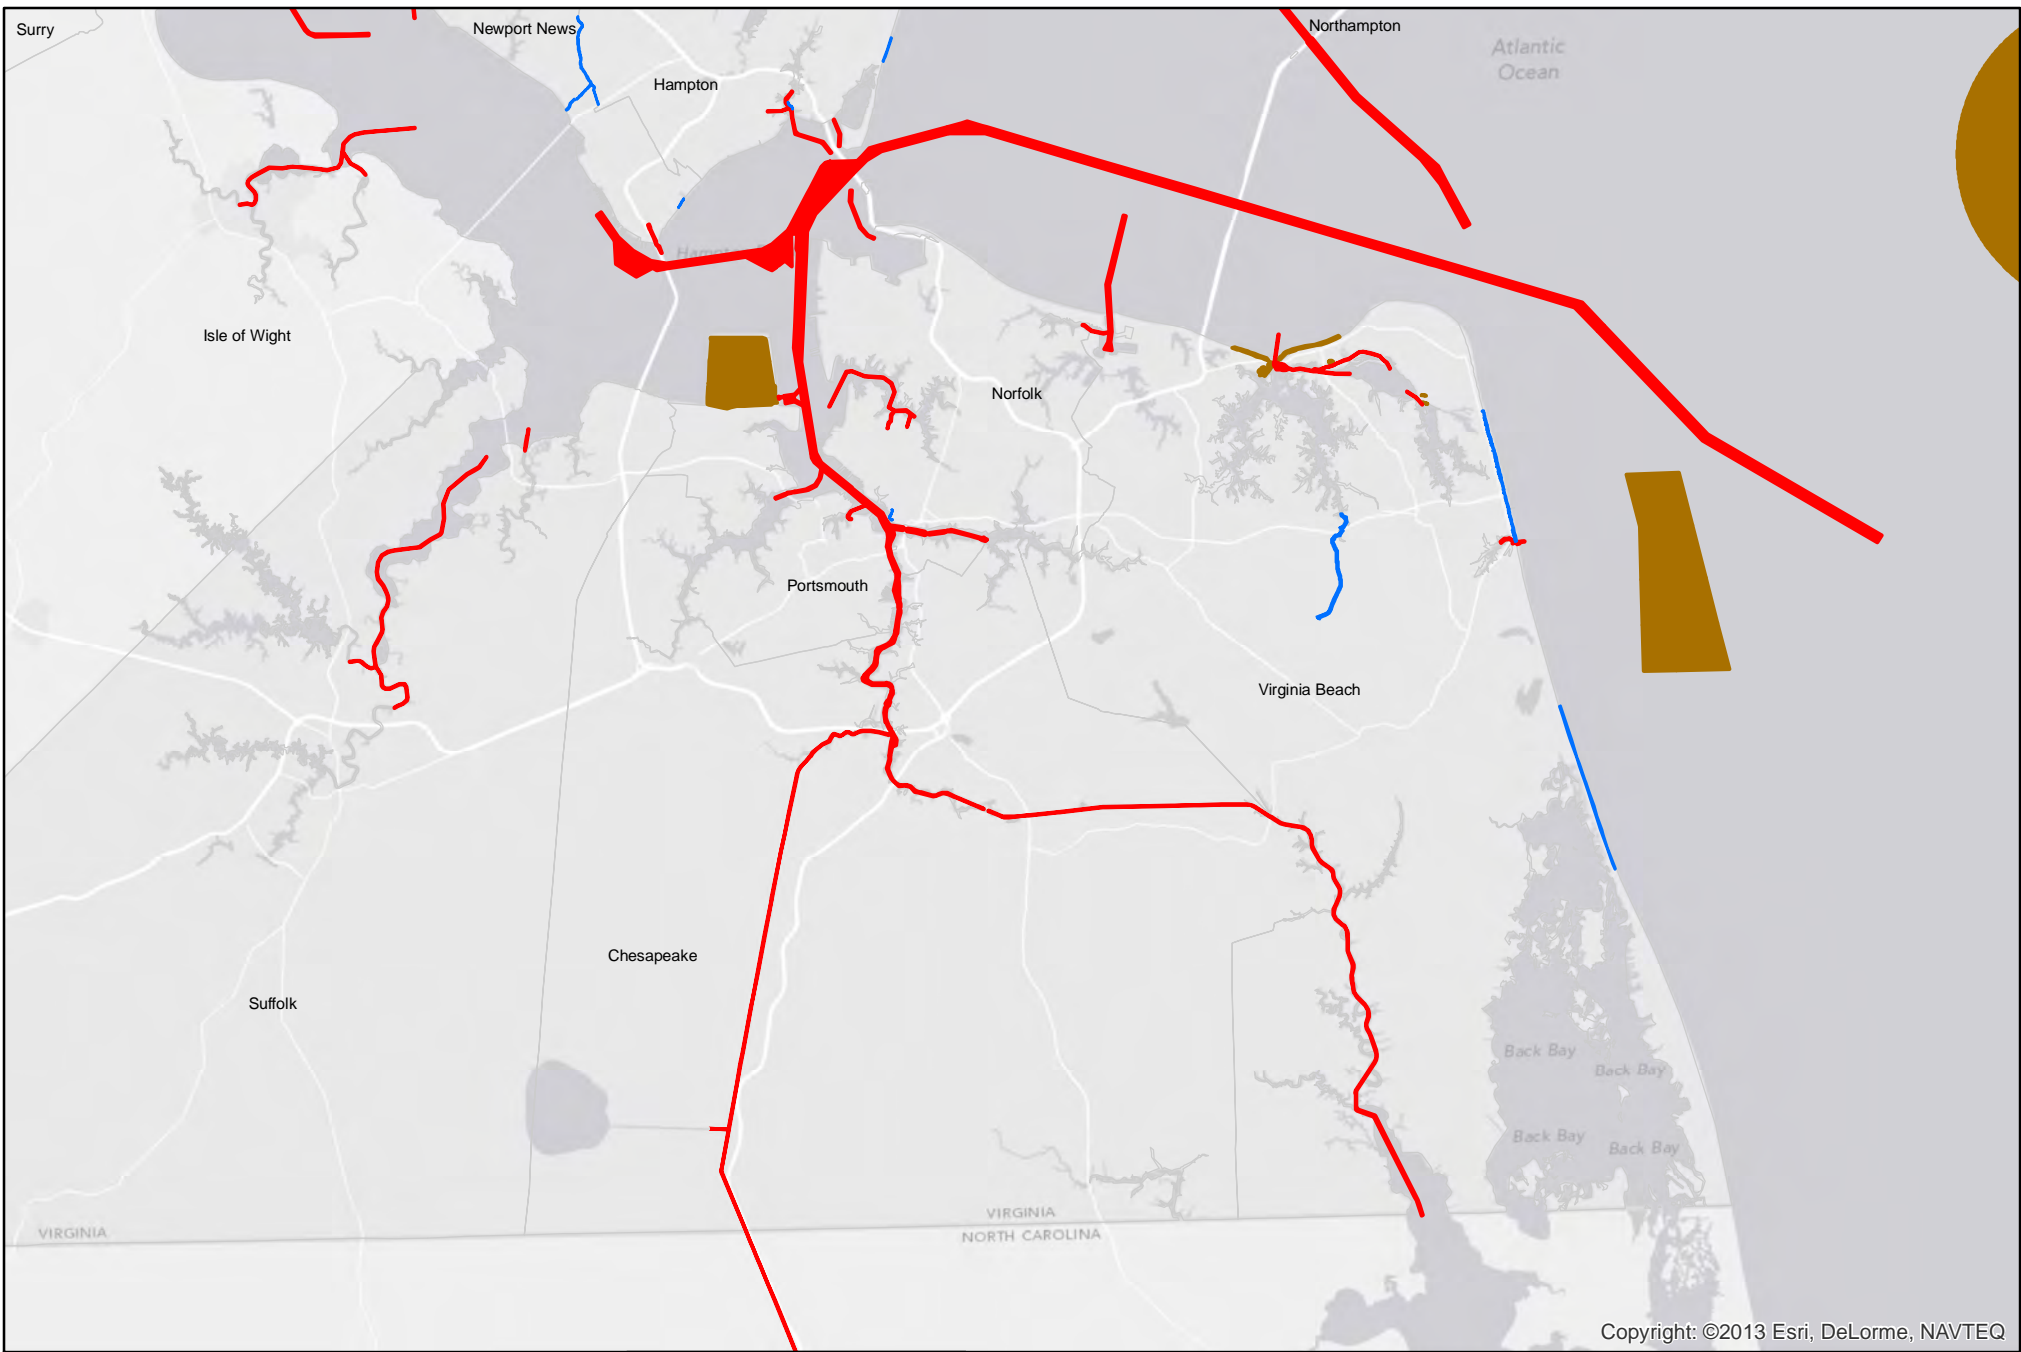 Surry
Newport News
Northampton
Atlantic
Ocean
Hampton
Isle of Wight
Norfolk
Portsmouth
Virginia Beach
Chesapeake
Suffolk
Back Bay
Back Bay
Back Bay
Back Bay
VIRGINIA
VIRGINIA
NORTH CAROLINA
Copyright: ©2013 Esri, DeLorme, NAVTEQ